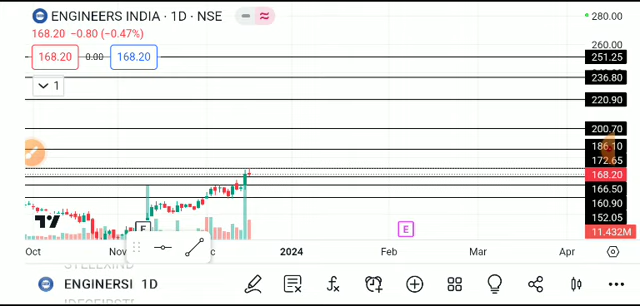 ENGINEERS INDIA · 1D · NSE
168.20 −0.80 (−0.47%)
168.20 0.00 168.20
1
280.00
260.00
251.25
236.80
220.90
200.70
186.10
172.65
168.20
166.50
160.90
152.05
11.432M
E
E
Oct Nov 2024 Feb Mar Apr
ENGINERSI 1D